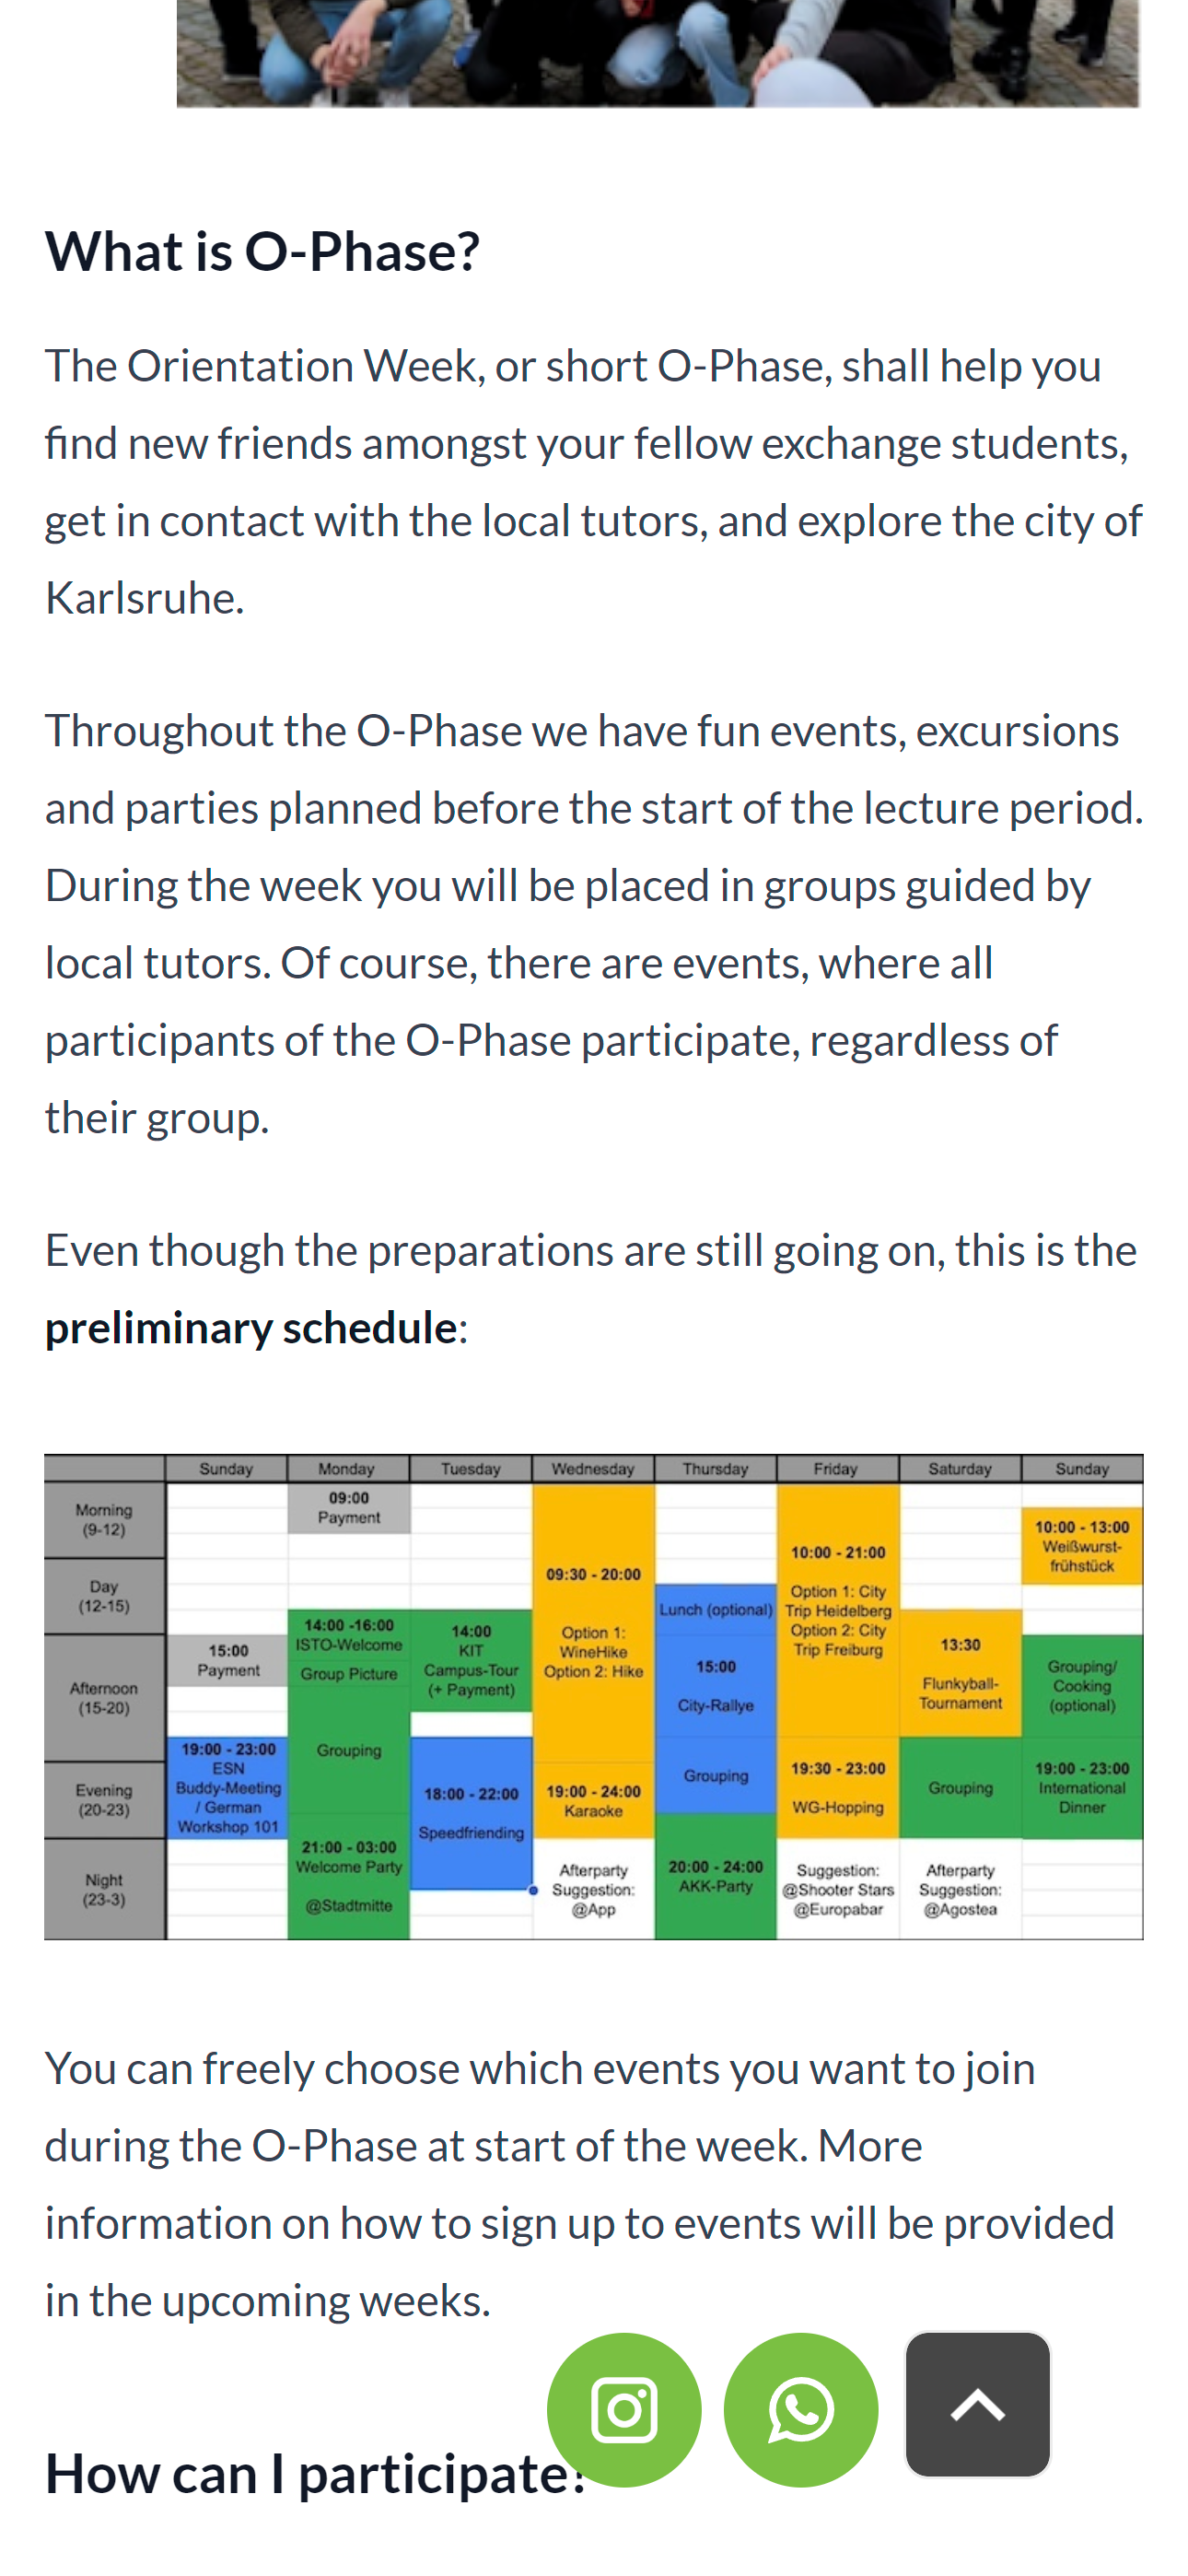 What is O-Phase?
The Orientation Week, or short O-Phase, shall help you
find new friends amongst your fellow exchange students,
get in contact with the local tutors, and explore the city of
Karlsruhe.
Throughout the O-Phase we have fun events, excursions
and parties planned before the start of the lecture period.
During the week you will be placed in groups guided by
local tutors. Of course, there are events, where all
participants of the O-Phase participate, regardless of
their group.
Even though the preparations are still going on, this is the
preliminary schedule:
Sunday Monday Tuesday Wednesday Thursday Friday Saturday Sunday
Morning
(9-12)
Day
(12-15)
Afternoon
(15-20)
Evening
(20-23)
Night
(23-3)
15:00
Payment
19:00 - 23:00
ESN
Buddy-Meeting
/ German
Workshop 101
09:00
Payment
14:00 -16:00
ISTO-Welcome
Group Picture
Grouping
21:00 - 03:00
Welcome Party
@Stadtmitte
14:00
KIT
Campus-Tour
(+ Payment)
18:00 - 22:00
Speedfriending
09:30 - 20:00
Option 1:
WineHike
Option 2: Hike
19:00 - 24:00
Karaoke
Afterparty
Suggestion:
@App
Lunch (optional)
15:00
City-Rallye
Grouping
20:00 - 24:00
AKK-Party
10:00 - 21:00
Option 1: City
Trip Heidelberg
Option 2: City
Trip Freiburg
19:30 - 23:00
WG-Hopping
Suggestion:
@Shooter Stars
@Europabar
13:30
Flunkyball-
Tournament
Grouping
Afterparty
Suggestion:
@Agostea
10:00 - 13:00
Weißwurst-
frühstück
Grouping/
Cooking
(optional)
19:00 - 23:00
International
Dinner
You can freely choose which events you want to join
during the O-Phase at start of the week. More
information on how to sign up to events will be provided
in the upcoming weeks.
How can I participate?